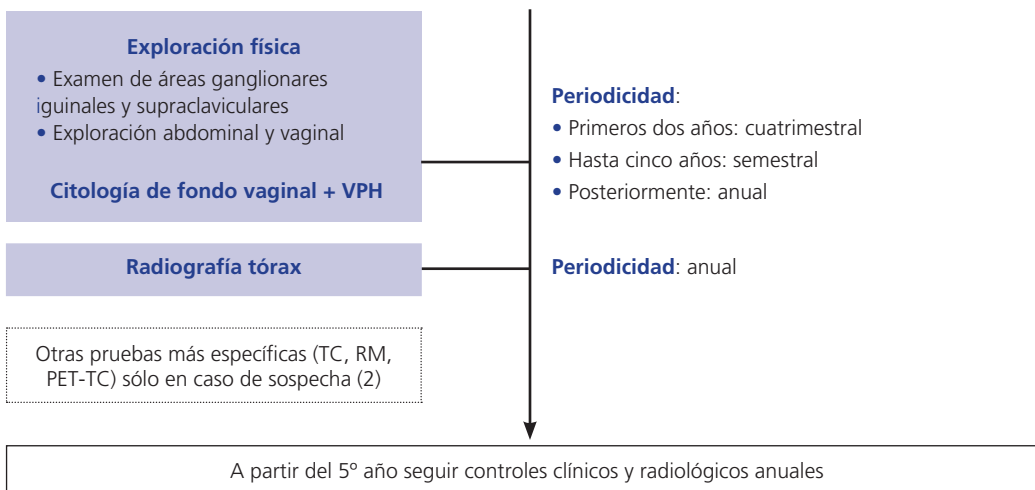 Exploración física
• Examen de áreas ganglionares
iguinales y supraclaviculares
• Exploración abdominal y vaginal
Citología de fondo vaginal + VPH
Periodicidad:
• Primeros dos años: cuatrimestral
• Hasta cinco años: semestral
• Posteriormente: anual
Radiografía tórax
Periodicidad: anual
Otras pruebas más específicas (TC, RM,
PET-TC) sólo en caso de sospecha (2)
A partir del 5º año seguir controles clínicos y radiológicos anuales